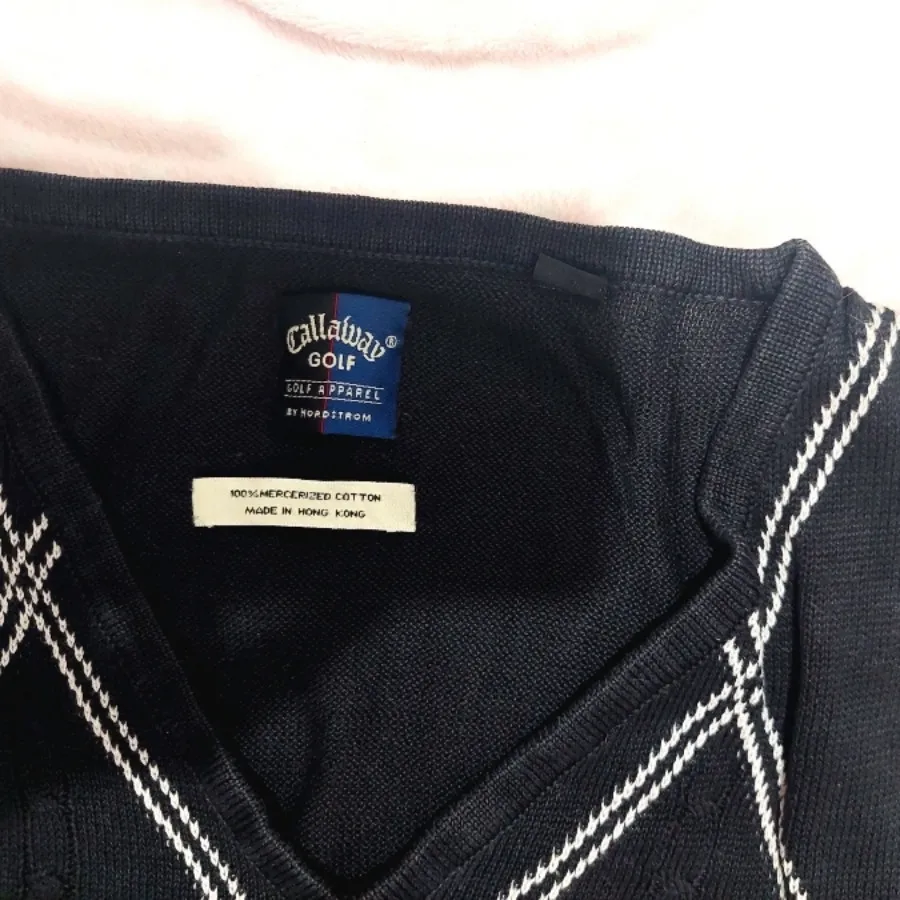 Callaway®
GOLF
GOLF APPAREL
BY NORDSTROM
100% MERCERIZED COTTON
MADE IN HONG KONG